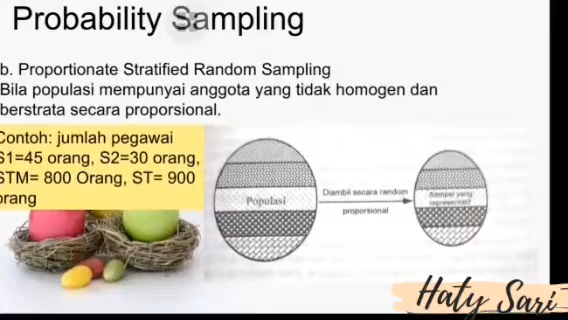 Probability Sampling
b. Proportionate Stratified Random Sampling
Bila populasi mempunyai anggota yang tidak homogen dan
berstrata secara proporsional.
Contoh: jumlah pegawai
S1=45 orang, S2=30 orang,
STM= 800 Orang, ST= 900
orang
Populasi
Diambil secara random
proporsional
Sampel yang
representatif
Haty Sari